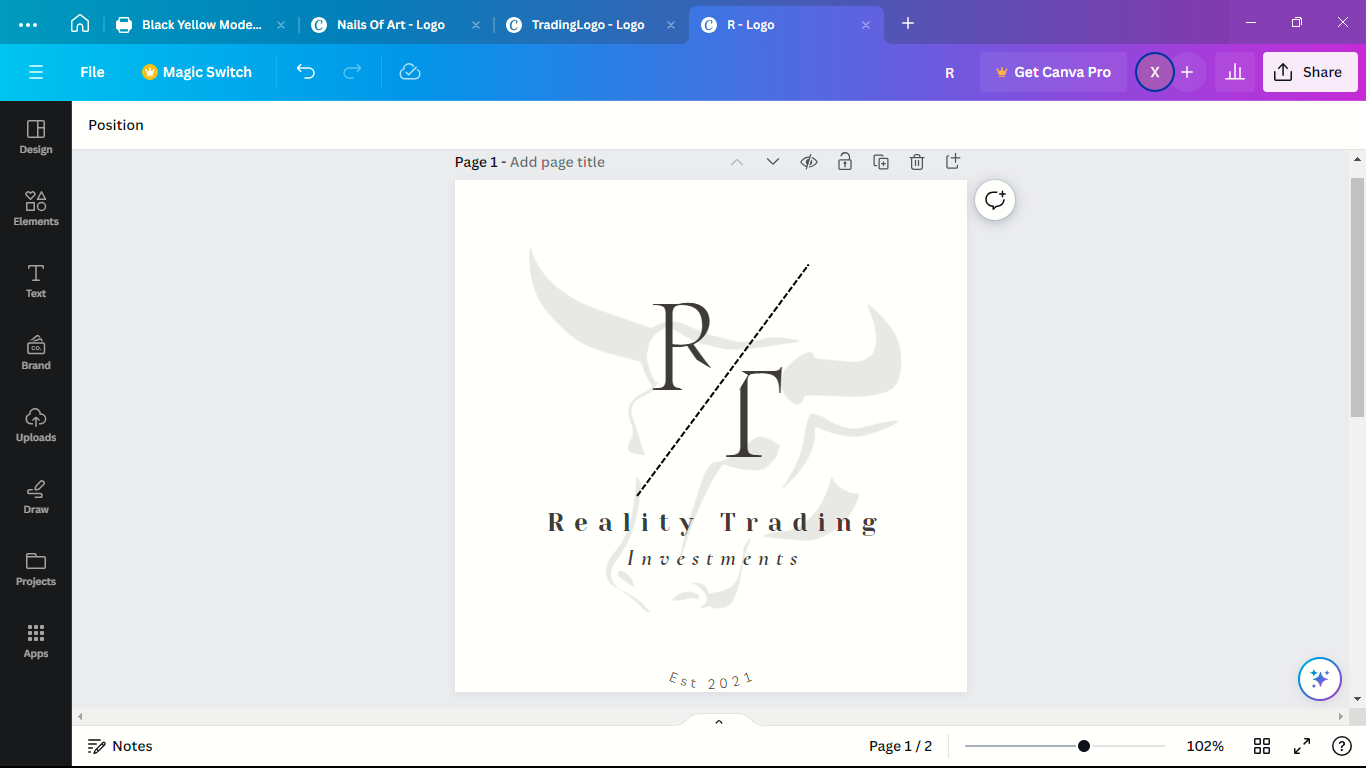 Black Yellow Mode...
Nails Of Art - Logo
TradingLogo - Logo
R - Logo
File
Magic Switch
R
Get Canva Pro
X
Share
Design
Elements
Text
CO.
Brand
Uploads
Draw
Projects
Apps
Position
Page 1 - Add page title
R
T
Reality Trading
Investments
Est 2021
Notes
Page 1 / 2
102%